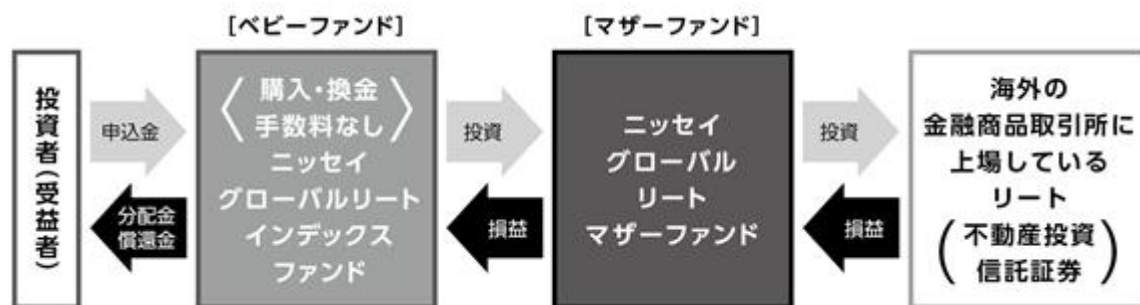 [ベビーファンド]
[マザーファンド]
投資者(受益者)
申込金
分配金
償還金
〈購入・換金
手数料なし〉
ニッセイ
グローバルリート
インデックス
ファンド
投資
損益
ニッセイ
グローバル
リート
マザーファンド
投資
損益
海外の
金融商品取引所に
上場している
リート
(不動産投資
信託証券)